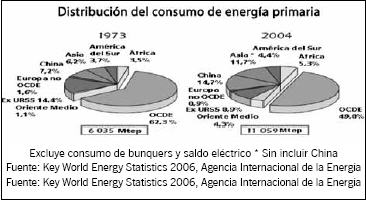 Distribución del consumo de energía primaria
1973
2004
América
del Sur
3,7%
África
3,5%
Asia
6,2%
China
7,2%
Europa no
OCDE
1,6%
Ex URSS 14.4%
Oriente Medio
1,1%
OCDE
62,3%
6 035 Mtep
América
del Sur
4,4%
África
5.3%
Asia *
11,7%
China
14,7%
Europa
no OCDE
0,9%
Ex URSS 8,9%
Oriente Medio
4,3%
OCDE
49,8%
11 059 Mtep
Excluye consumo de bunquers y saldo eléctrico * Sin incluir China
Fuente: Key World Energy Statistics 2006, Agencia Internacional de la Energia
Fuente: Key World Energy Statistics 2006, Agencia Internacional de la Energia